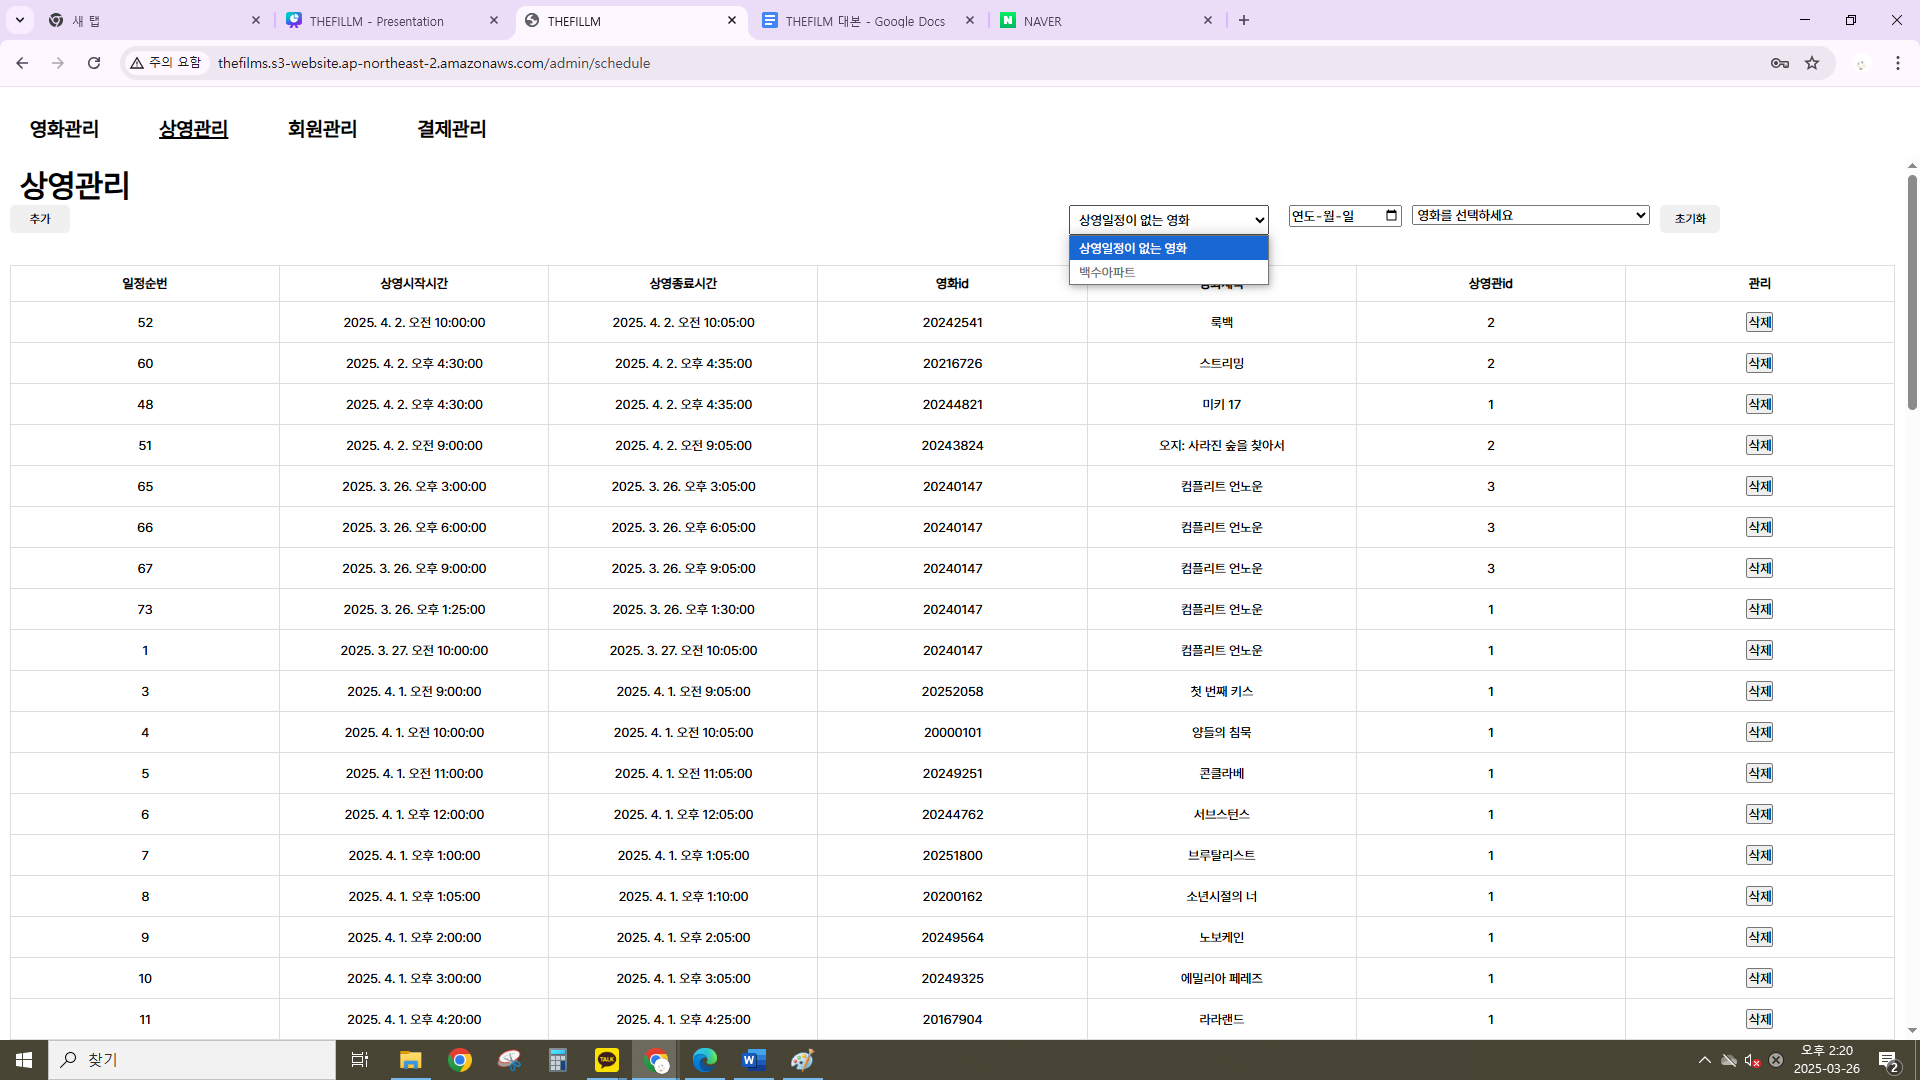 새 탭
THEFILLM - Presentation
THEFILLM
THEFILM 대본 - Google Docs
NAVER
주의 요함
thefilms.s3-website.ap-northeast-2.amazonaws.com/admin/schedule
영화관리 상영관리 회원관리 결제관리
상영관리
추가
상영일정이 없는 영화
연도-월-일
영화를 선택하세요
초기화
상영일정이 없는 영화
백수아파트
일정순번 상영시작시간 상영종료시간 영화id 상영관id 관리
52 2025. 4. 2. 오전 10:00:00 2025. 4. 2. 오전 10:05:00 20242541 룩백 2 삭제
60 2025. 4. 2. 오후 4:30:00 2025. 4. 2. 오후 4:35:00 20216726 스트리밍 2 삭제
48 2025. 4. 2. 오후 4:30:00 2025. 4. 2. 오후 4:35:00 20244821 미키 17 1 삭제
51 2025. 4. 2. 오전 9:00:00 2025. 4. 2. 오전 9:05:00 20243824 오지: 사라진 숲을 찾아서 2 삭제
65 2025. 3. 26. 오후 3:00:00 2025. 3. 26. 오후 3:05:00 20240147 컴플리트 언노운 3 삭제
66 2025. 3. 26. 오후 6:00:00 2025. 3. 26. 오후 6:05:00 20240147 컴플리트 언노운 3 삭제
67 2025. 3. 26. 오후 9:00:00 2025. 3. 26. 오후 9:05:00 20240147 컴플리트 언노운 3 삭제
73 2025. 3. 26. 오후 1:25:00 2025. 3. 26. 오후 1:30:00 20240147 컴플리트 언노운 1 삭제
1 2025. 3. 27. 오전 10:00:00 2025. 3. 27. 오전 10:05:00 20240147 컴플리트 언노운 1 삭제
3 2025. 4. 1. 오전 9:00:00 2025. 4. 1. 오전 9:05:00 20252058 첫 번째 키스 1 삭제
4 2025. 4. 1. 오전 10:00:00 2025. 4. 1. 오전 10:05:00 20000101 양들의 침묵 1 삭제
5 2025. 4. 1. 오전 11:00:00 2025. 4. 1. 오전 11:05:00 20249251 콘클라베 1 삭제
6 2025. 4. 1. 오후 12:00:00 2025. 4. 1. 오후 12:05:00 20244762 서브스턴스 1 삭제
7 2025. 4. 1. 오후 1:00:00 2025. 4. 1. 오후 1:05:00 20251800 브루탈리스트 1 삭제
8 2025. 4. 1. 오후 1:05:00 2025. 4. 1. 오후 1:10:00 20200162 소년시절의 너 1 삭제
9 2025. 4. 1. 오후 2:00:00 2025. 4. 1. 오후 2:05:00 20249564 노보케인 1 삭제
10 2025. 4. 1. 오후 3:00:00 2025. 4. 1. 오후 3:05:00 20249325 에밀리아 페레즈 1 삭제
11 2025. 4. 1. 오후 4:20:00 2025. 4. 1. 오후 4:25:00 20167904 라라랜드 1 삭제
찾기
TALK
오후 2:20
2025-03-26
2